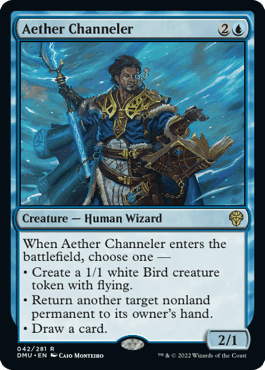 Aether Channeler 2
Creature — Human Wizard
When Aether Channeler enters the
battlefield, choose one —
• Create a 1/1 white Bird creature
token with flying.
• Return another target nonland
permanent to its owner's hand.
• Draw a card.
2/1
042/281 R
DMU • EN Caio Monteiro
™ & © 2022 Wizards of the Coast